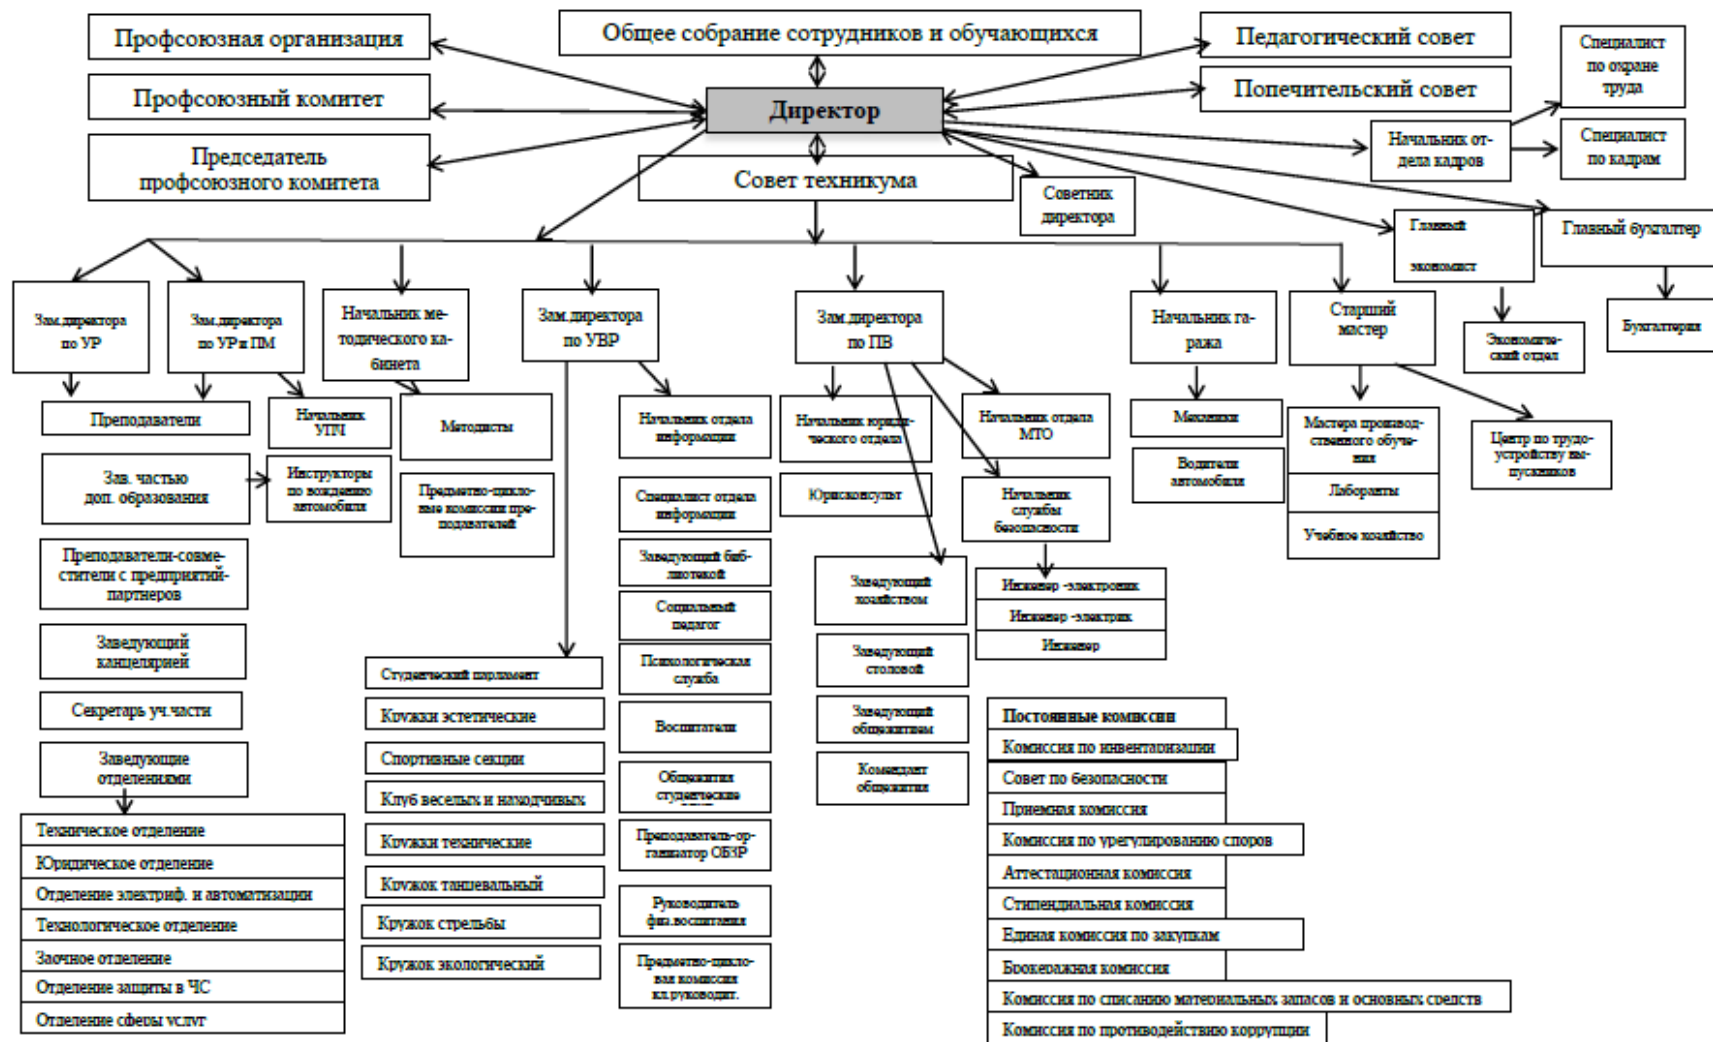 Профсоюзная организация
Общее собрание сотрудников и обучающихся
Педагогический совет
Специалист
по охране
труда
Профсоюзный комитет
Директор
Попечительский совет
Начальник от-
дела кадров
Специалист
по кадрам
Председатель
профсоюзного комитета
Совет техникума
Советник
директора
Главный
экономист
Главный бухгалтер
Зам.директора
по УР
Зам.директора
по УР и ПМ
Начальник ме-
тодического ка-
бинета
Зам.директора
по УВР
Зам.директора
по ПВ
Начальник га-
ража
Старший
мастер
Экономиче-
ский отдел
Бухгалтерия
Преподаватели
Начальник
УПЧ
Методисты
Начальник отдела
информации
Начальник юриди-
ческого отдела
Начальник отдела
МТО
Механики
Мастера производ-
ственного обуче-
ния
Лаборанты
Учебное хозяйство
Центр по трудо-
устройству вы-
пускников
Зав. частью
доп. образования
Инструкторы
по вождению
автомобиля
Предметно-цикло-
вые комиссии пре-
подавателей
Специалист отдела
информации
Юрисконсульт
Начальник
службы
безопасности
Водители
автомобиля
Преподаватели-совме-
стители с предприятий-
партнеров
Заведующий биб-
лиотекой
Заведующий
хозяйством
Инженер -электроник
Инженер -электрик
Инженер
Заведующий
канцелярией
Социальный
педагог
Психологическая
служба
Заведующий
столовой
Секретарь уч.части
Студенческий парламент
Кружки эстетические
Спортивные секции
Клуб веселых и находчивых
Кружки технические
Кружок танцевальный
Кружок стрельбы
Кружок экологический
Воспитатели
Заведующий
общежитием
Заведующие
отделениями
Общежития
студенческие
Комендант
общежития
Техническое отделение
Юридическое отделение
Отделение электриф. и автоматизации
Технологическое отделение
Заочное отделение
Отделение защиты в ЧС
Отделение сферы услуг
Преподаватель-ор-
ганизатор ОБЗР
Руководитель
физ.воспитания
Предметно-цикло-
вая комиссия
кл.руководит.
Постоянные комиссии
Комиссия по инвентаризации
Совет по безопасности
Приемная комиссия
Комиссия по урегулированию споров
Аттестационная комиссия
Стипендиальная комиссия
Единая комиссия по закупкам
Брокеражная комиссия
Комиссия по списанию материальных запасов и основных средств
Комиссия по противодействию коррупции